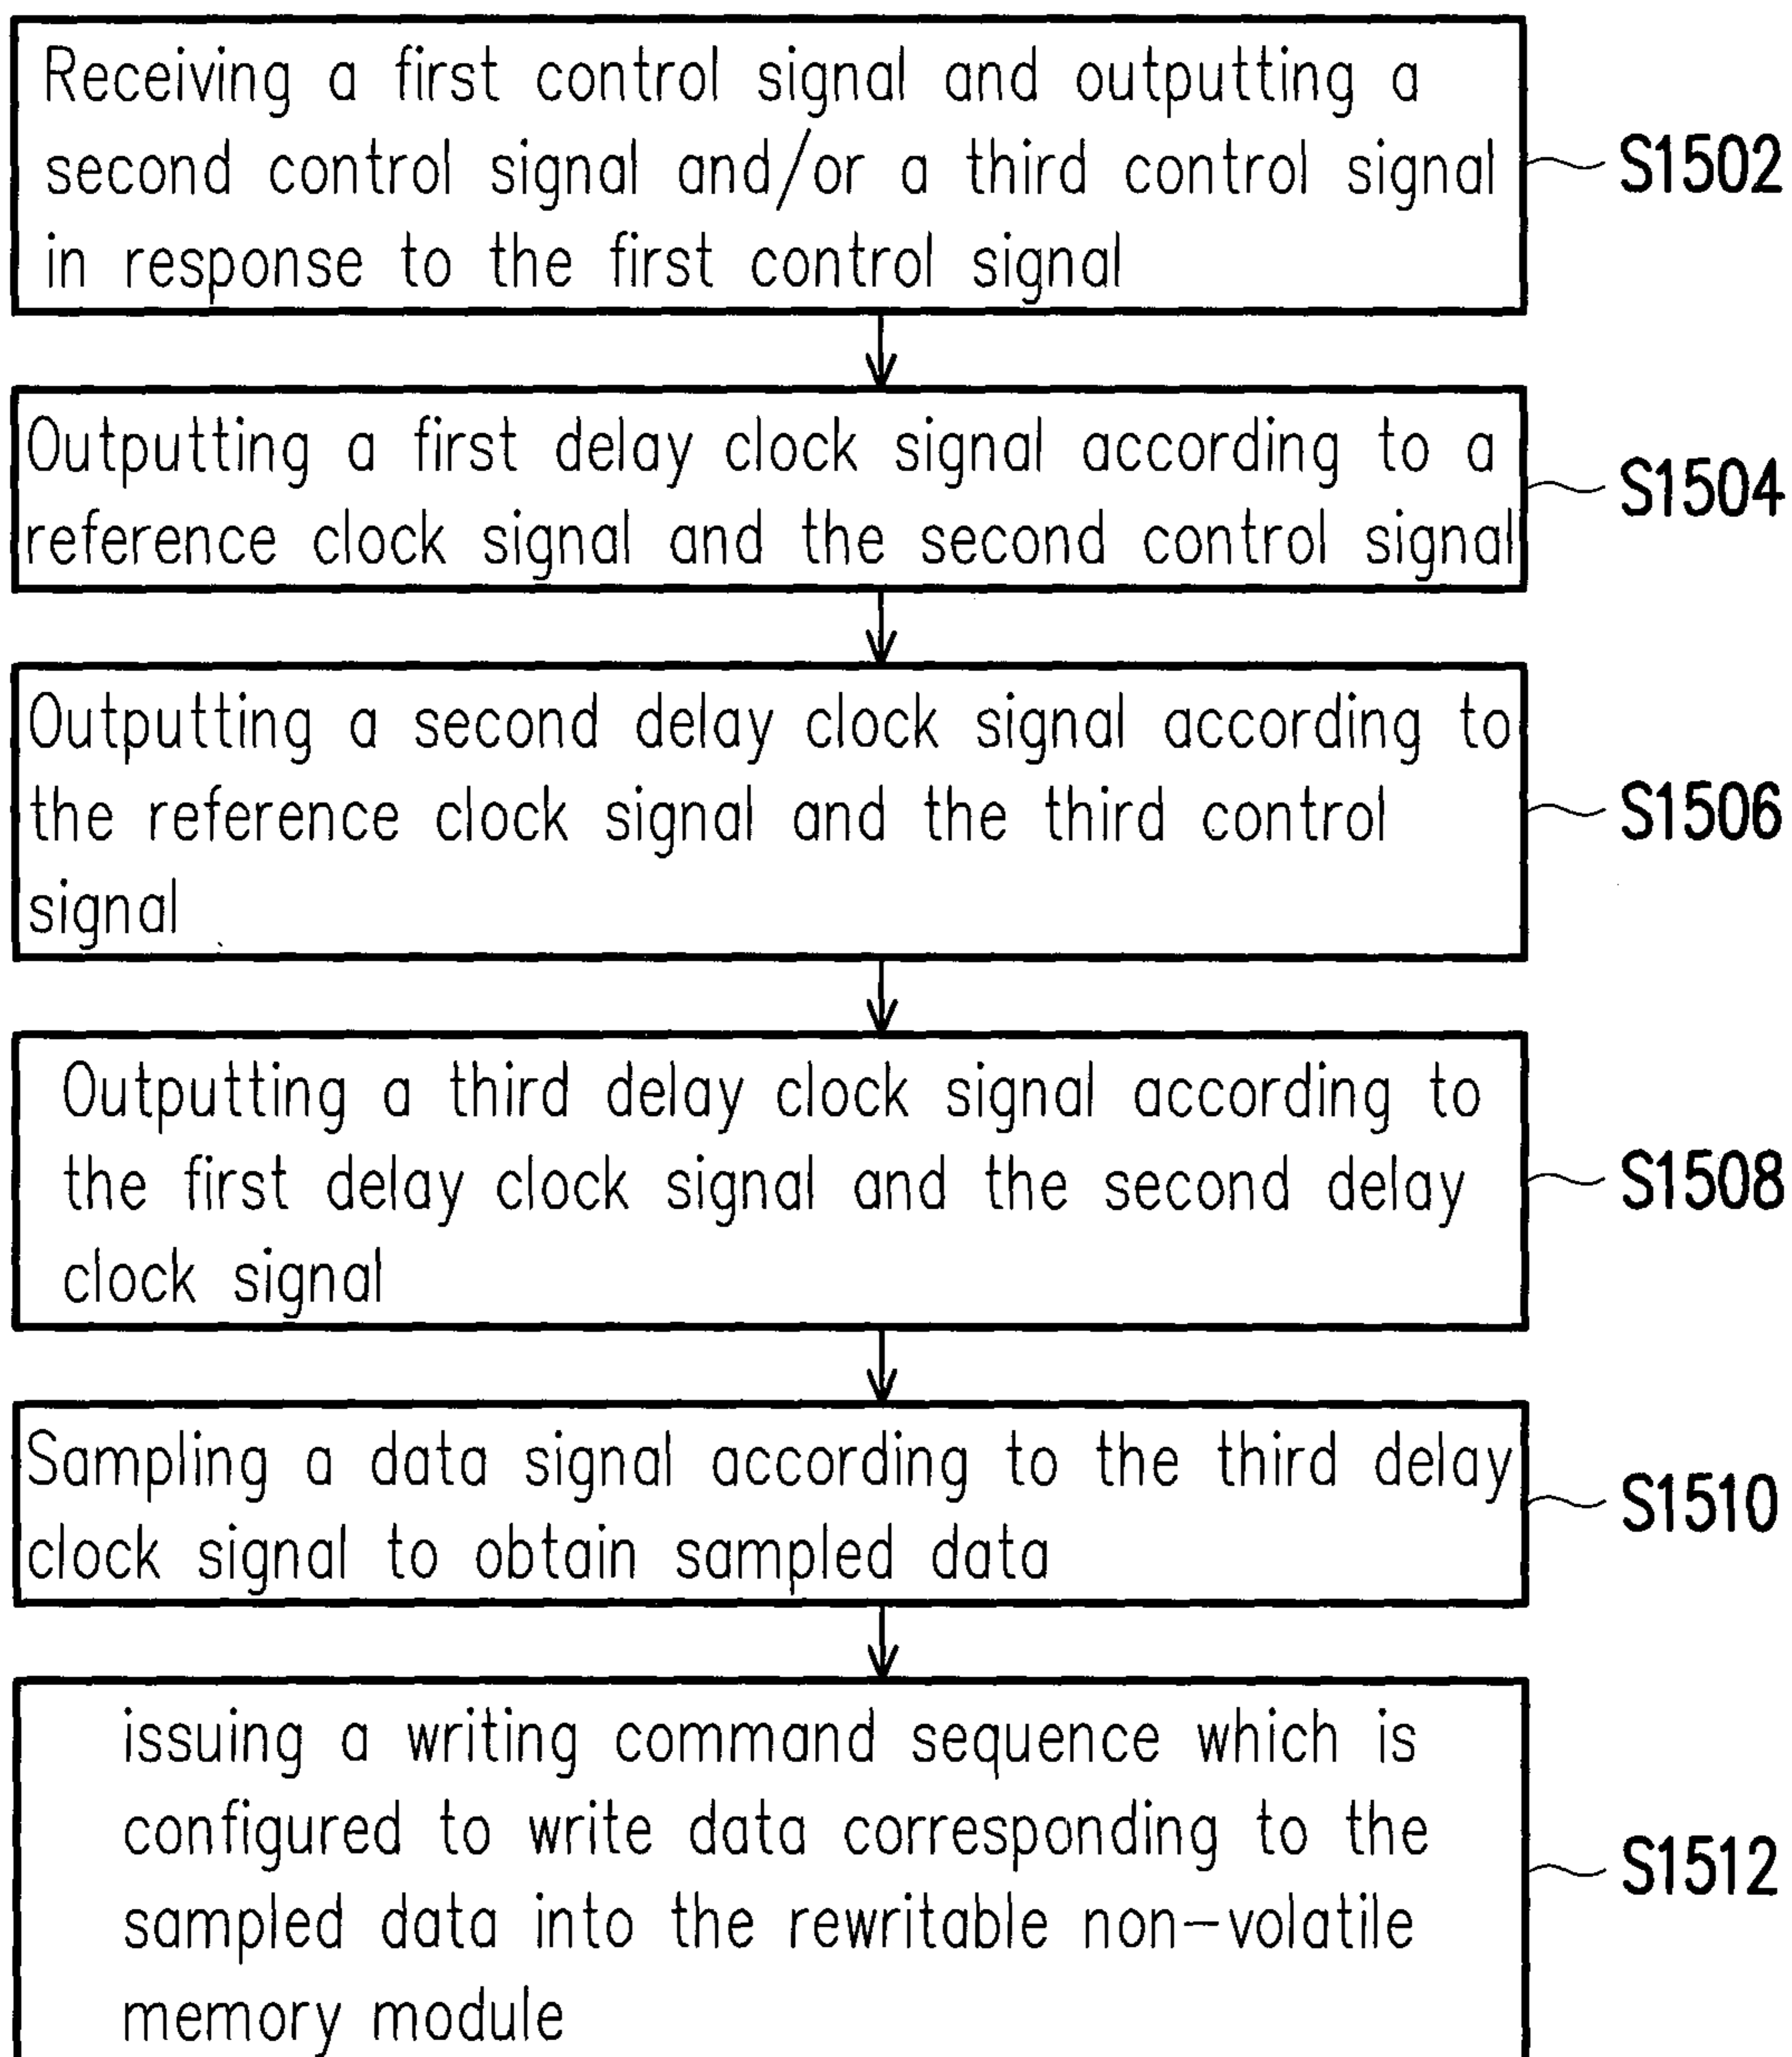 Receiving a first control signal and outputting a
second control signal and/or a third control signal
in response to the first control signal
S1502
Outputting a first delay clock signal according to a
reference clock signal and the second control signal
S1504
Outputting a second delay clock signal according to
the reference clock signal and the third control
signal
S1506
Outputting a third delay clock signal according to
the first delay clock signal and the second delay
clock signal
S1508
Sampling a data signal according to the third delay
clock signal to obtain sampled data
S1510
issuing a writing command sequence which is
configured to write data corresponding to the
sampled data into the rewritable non-volatile
memory module
S1512